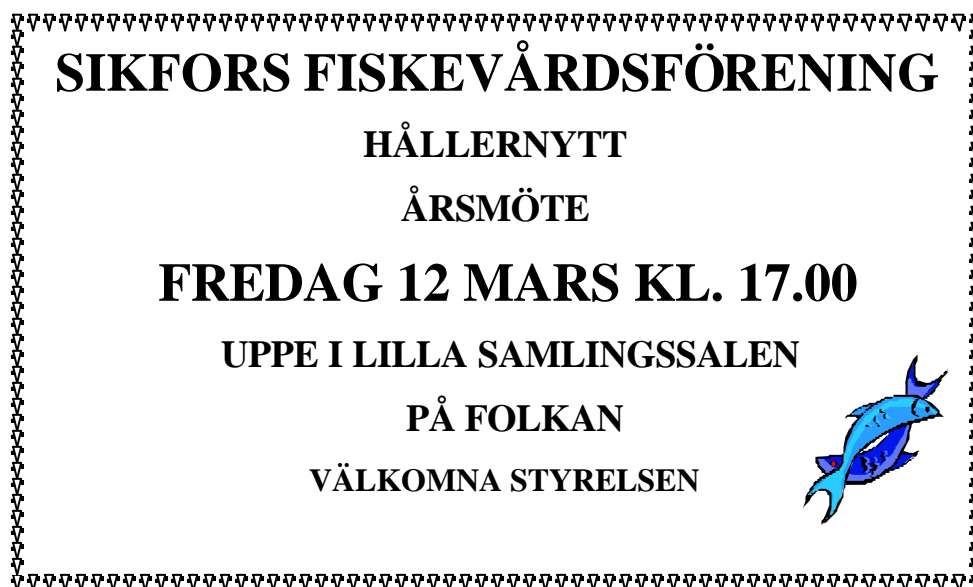 SIKFORS FISKEVÅRDSFÖRENING
HÅLLERNYTT
ÅRSMÖTE
FREDAG 12 MARS KL. 17.00
UPPE I LILLA SAMLINGSSALEN
PÅ FOLKAN
VÄLKOMNA STYRELSEN